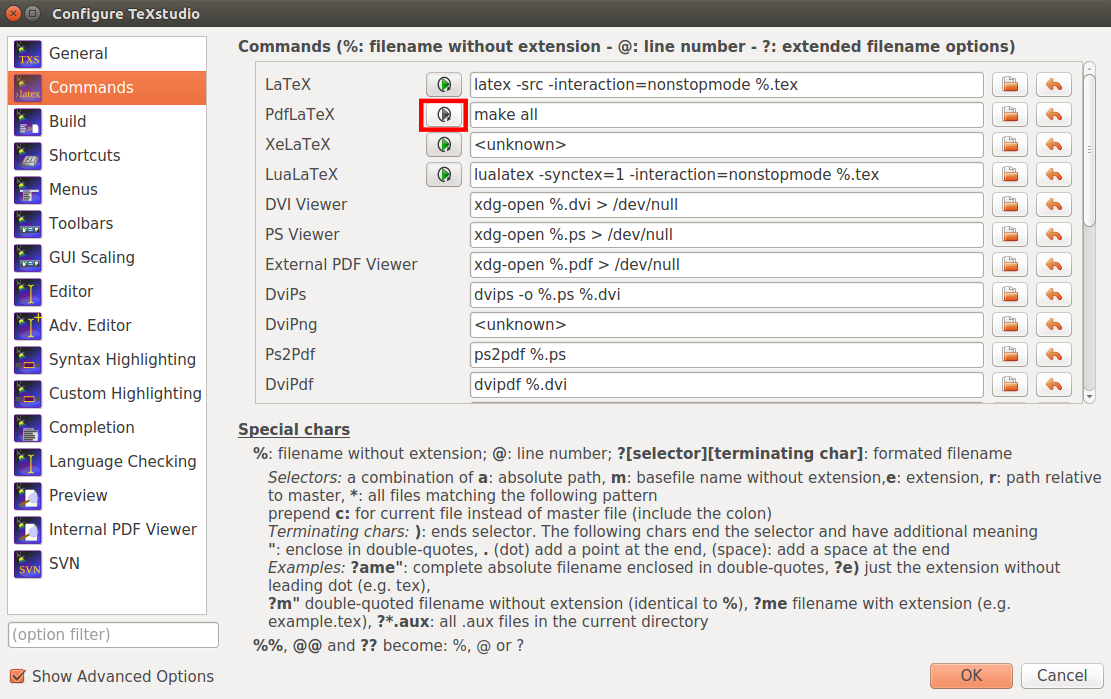 Configure TeXstudio
General
Commands
Build
Shortcuts
Menus
Toolbars
GUI Scaling
Editor
Adv. Editor
Syntax Highlighting
Custom Highlighting
Completion
Language Checking
Preview
Internal PDF Viewer
SVN
(option filter)
Show Advanced Options
Commands (%: filename without extension - @: line number - ?: extended filename options)
LaTeX latex -src -interaction=nonstopmode %.tex
PdfLaTeX make all
XeLaTeX <unknown>
LuaLaTeX lualatex -synctex=1 -interaction=nonstopmode %.tex
DVI Viewer xdg-open %.dvi > /dev/null
PS Viewer xdg-open %.ps > /dev/null
External PDF Viewer xdg-open %.pdf > /dev/null
DviPs dvips -o %.ps %.dvi
DviPng <unknown>
Ps2Pdf ps2pdf %.ps
DviPdf dvipdf %.dvi
Special chars
%: filename without extension; @: line number; ?[selector][terminating char]: formated filename
Selectors: a combination of a: absolute path, m: basefile name without extension,e: extension, r: path relative
to master, *: all files matching the following pattern
prepend c: for current file instead of master file (include the colon)
Terminating chars: ): ends selector. The following chars end the selector and have additional meaning
": enclose in double-quotes, . (dot) add a point at the end, (space): add a space at the end
Examples: ?ame": complete absolute filename enclosed in double-quotes, ?e) just the extension without
leading dot (e.g. tex),
?m" double-quoted filename without extension (identical to %), ?me filename with extension (e.g.
example.tex), ?*.aux: all .aux files in the current directory
%%, @@ and ?? become: %, @ or ?
OK
Cancel